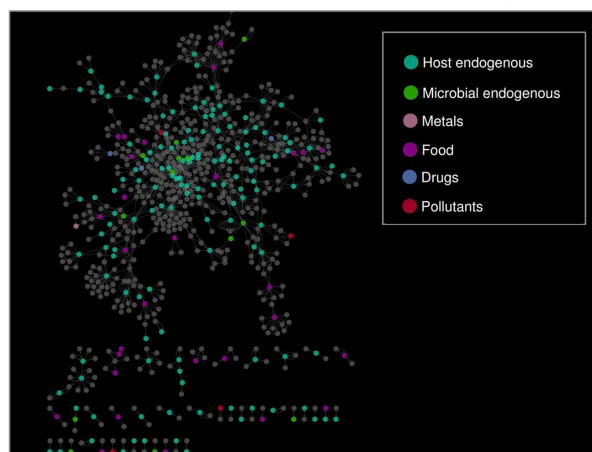 Host endogenous
Microbial endogenous
Metals
Food
Drugs
Pollutants